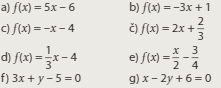 a) f(x) = 5x − 6 b) f(x) = −3x + 1
c) f(x) = −x − 4 č) f(x) = 2x + 2/3
d) f(x) = 1/3 x − 4 e) f(x) = x/2 − 3/4
f) 3x + y − 5 = 0 g) x − 2y + 6 = 0